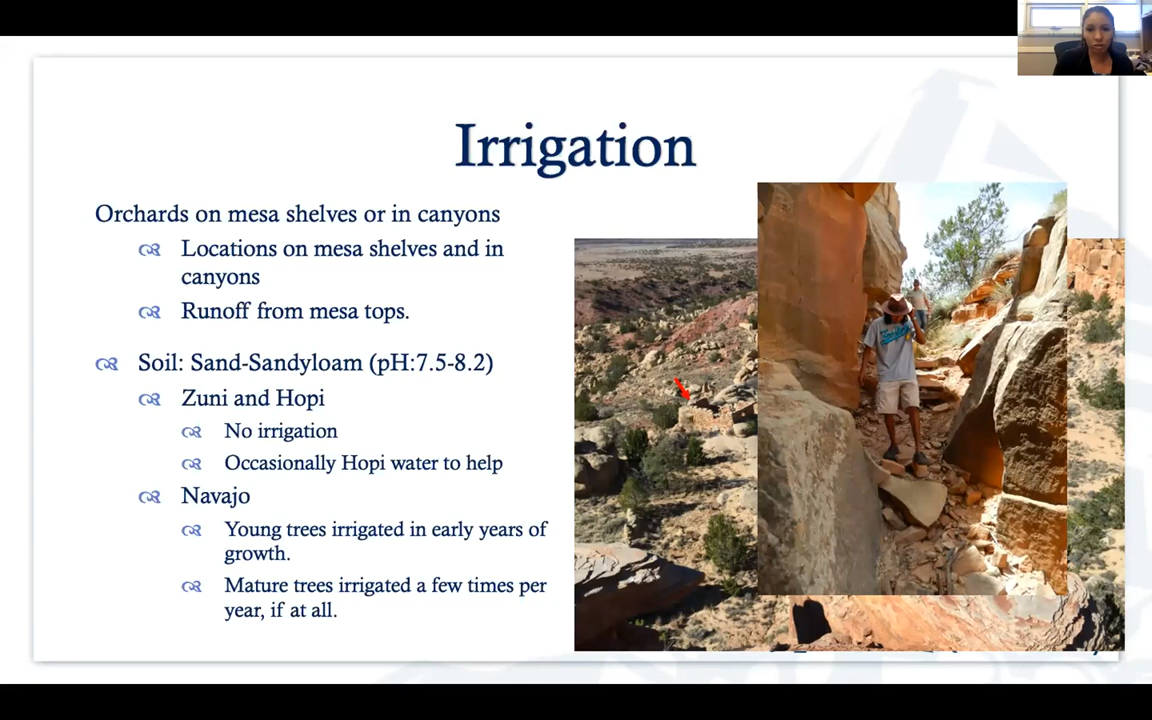 Irrigation
Orchards on mesa shelves or in canyons
Locations on mesa shelves and in
canyons
Runoff from mesa tops.
Soil: Sand-Sandyloam (pH:7.5-8.2)
Zuni and Hopi
No irrigation
Occasionally Hopi water to help
Navajo
Young trees irrigated in early years of
growth.
Mature trees irrigated a few times per
year, if at all.